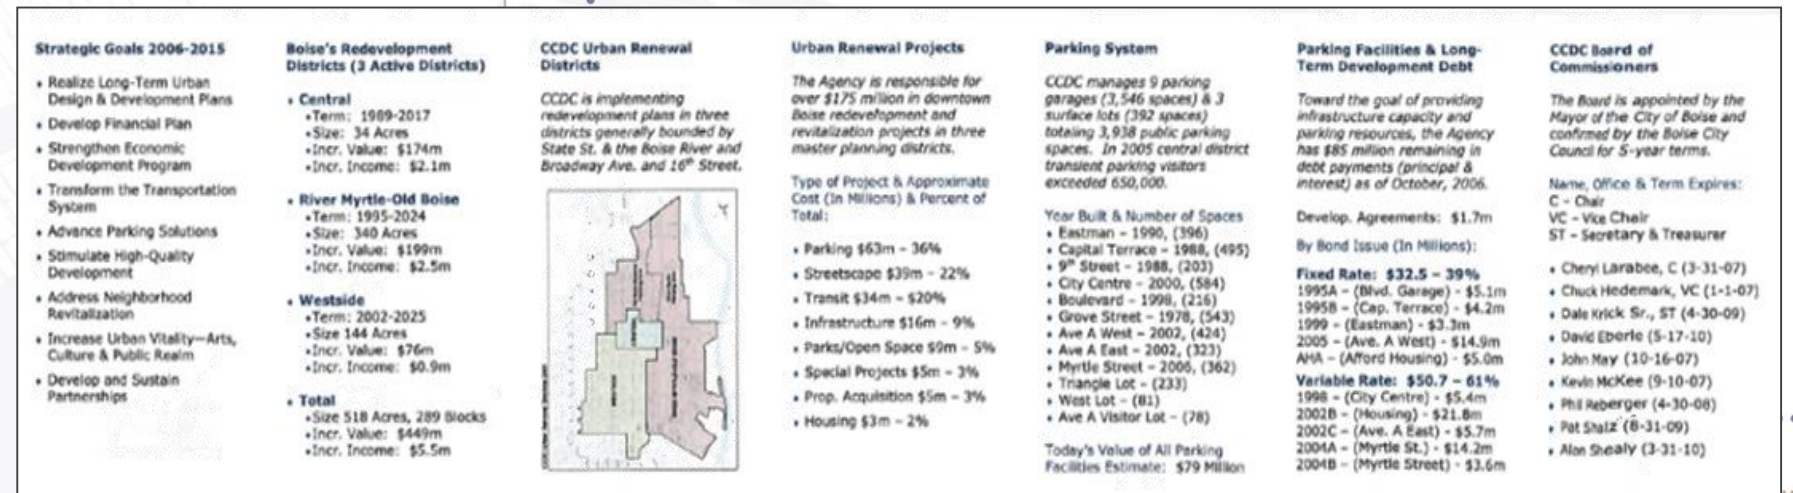 Strategic Goals 2006-2015
• Realize Long-Term Urban
Design & Development Plans
• Develop Financial Plan
• Strengthen Economic
Development Program
• Transform the Transportation
System
• Advance Parking Solutions
• Stimulate High-Quality
Development
• Address Neighborhood
Revitalization
• Increase Urban Vitality—Arts,
Culture & Public Realm
• Develop and Sustain
Partnerships
Boise's Redevelopment
Districts (3 Active Districts)
• Central
•Term: 1989-2017
•Size: 34 Acres
•Incr. Value: $174m
•Incr. Income: $2.1m
• River Myrtle-Old Boise
•Term: 1995-2024
•Size: 340 Acres
•Incr. Value: $199m
•Incr. Income: $2.5m
• Westside
•Term: 2002-2025
•Size 144 Acres
•Incr. Value: $76m
•Incr. Income: $0.9m
• Total
•Size 518 Acres, 289 Blocks
•Incr. Value: $449m
•Incr. Income: $5.5m
CCDC Urban Renewal
Districts
CCDC is implementing
redevelopment plans in three
districts generally bounded by
State St. & the Boise River and
Broadway Ave. and 16th Street.
Urban Renewal Projects
The Agency is responsible for
over $175 million in downtown
Boise redevelopment and
revitalization projects in three
master planning districts.
Type of Project & Approximate
Cost (In Millions) & Percent of
Total:
• Parking $63m – 36%
• Streetscape $39m – 22%
• Transit $34m – $20%
• Infrastructure $16m – 9%
• Parks/Open Space $9m – 5%
• Special Projects $5m – 3%
• Prop. Acquisition $5m – 3%
• Housing $3m – 2%
Parking System
CCDC manages 9 parking
garages (3,546 spaces) & 3
surface lots (392 spaces)
totaling 3,938 public parking
spaces. In 2005 central district
transient parking visitors
exceeded 650,000.
Year Built & Number of Spaces
• Eastman – 1990, (396)
• Capital Terrace – 1988, (495)
• 9th Street – 1988, (203)
• City Centre – 2000, (584)
• Boulevard – 1998, (216)
• Grove Street – 1978, (543)
• Ave A West – 2002, (424)
• Ave A East – 2002, (323)
• Myrtle Street – 2006, (362)
• Triangle Lot – (233)
• West Lot – (81)
• Ave A Visitor Lot – (78)
Today's Value of All Parking
Facilities Estimate: $79 Million
Parking Facilities & Long-
Term Development Debt
Toward the goal of providing
infrastructure capacity and
parking resources, the Agency
has $85 million remaining in
debt payments (principal &
interest) as of October, 2006.
Develop. Agreements: $1.7m
By Bond Issue (In Millions):
Fixed Rate: $32.5 – 39%
1995A – (Blvd. Garage) - $5.1m
1995B – (Cap. Terrace) - $4.2m
1999 – (Eastman) - $3.3m
2005 – (Ave. A West) - $14.9m
AHA – (Afford Housing) - $5.0m
Variable Rate: $50.7 – 61%
1998 – (City Centre) - $5.4m
2002B – (Housing) - $21.8m
2002C – (Ave. A East) - $5.7m
2004A – (Myrtle St.) - $14.2m
2004B – (Myrtle Street) - $3.6m
CCDC Board of
Commissioners
The Board is appointed by the
Mayor of the City of Boise and
confirmed by the Boise City
Council for 5-year terms.
Name, Office & Term Expires:
C – Chair
VC – Vice Chair
ST – Secretary & Treasurer
• Cheryl Larabee, C (3-31-07)
• Chuck Hedemark, VC (1-1-07)
• Dale Krick Sr., ST (4-30-09)
• David Eberle (5-17-10)
• John May (10-16-07)
• Kevin McKee (9-10-07)
• Phil Reberger (4-30-08)
• Pat Shalz (8-31-09)
• Alan Shealy (3-31-10)